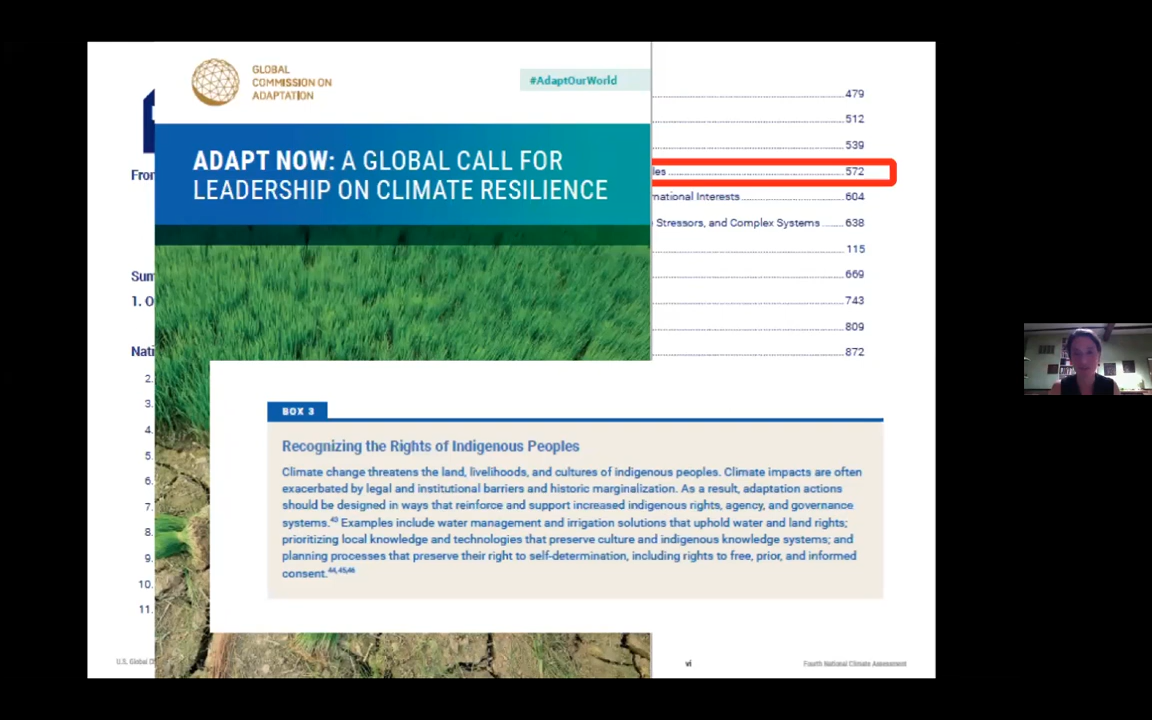 GLOBAL
COMMISSION ON
ADAPTATION
#AdaptOurWorld
ADAPT NOW: A GLOBAL CALL FOR
LEADERSHIP ON CLIMATE RESILIENCE
Sum
1. O
Nati
2.
3.
4.
5.
6.
7.
8.
9.
10.
11.
479
512
539
les 572
national Interests 604
Stressors, and Complex Systems 638
115
669
743
809
872
BOX 3
Recognizing the Rights of Indigenous Peoples
Climate change threatens the land, livelihoods, and cultures of indigenous peoples. Climate impacts are often
exacerbated by legal and institutional barriers and historic marginalization. As a result, adaptation actions
should be designed in ways that reinforce and support increased indigenous rights, agency, and governance
systems.43 Examples include water management and irrigation solutions that uphold water and land rights;
prioritizing local knowledge and technologies that preserve culture and indigenous knowledge systems; and
planning processes that preserve their right to self-determination, including rights to free, prior, and informed
consent.44,45,46
U.S. Global
vi
Fourth National Climate Assessment